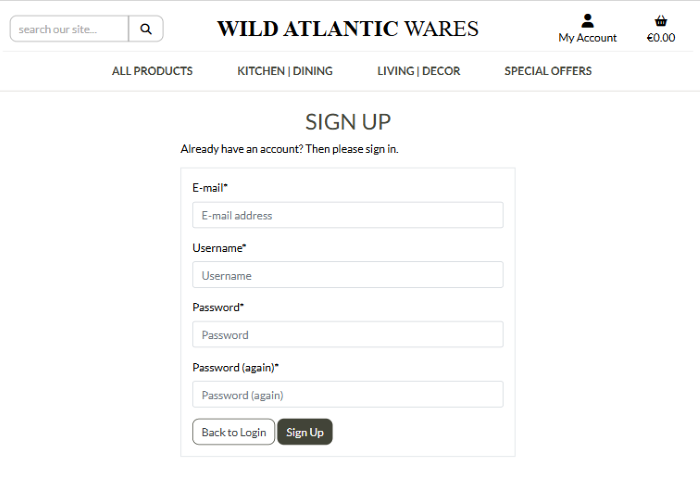 search our site...
WILD ATLANTIC WARES
My Account
€0.00
ALL PRODUCTS
KITCHEN | DINING
LIVING | DECOR
SPECIAL OFFERS
SIGN UP
Already have an account? Then please sign in.
E-mail*
E-mail address
Username*
Username
Password*
Password
Password (again)*
Password (again)
Back to Login
Sign Up